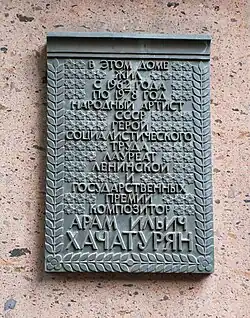 В ЭТОМ ДОМЕ
ЖИЛ
С 1962 ГОДА
ПО 1978 ГОД
НАРОДНЫЙ АРТИСТ
СССР
ГЕРОЙ
СОЦИАЛИСТИЧЕСКОГО
ТРУДА
ЛАУРЕАТ
ЛЕНИНСКОЙ
И
ГОСУДАРСТВЕННЫХ
ПРЕМИЙ
КОМПОЗИТОР
АРАМ ИЛЬИЧ
ХАЧАТУРЯН